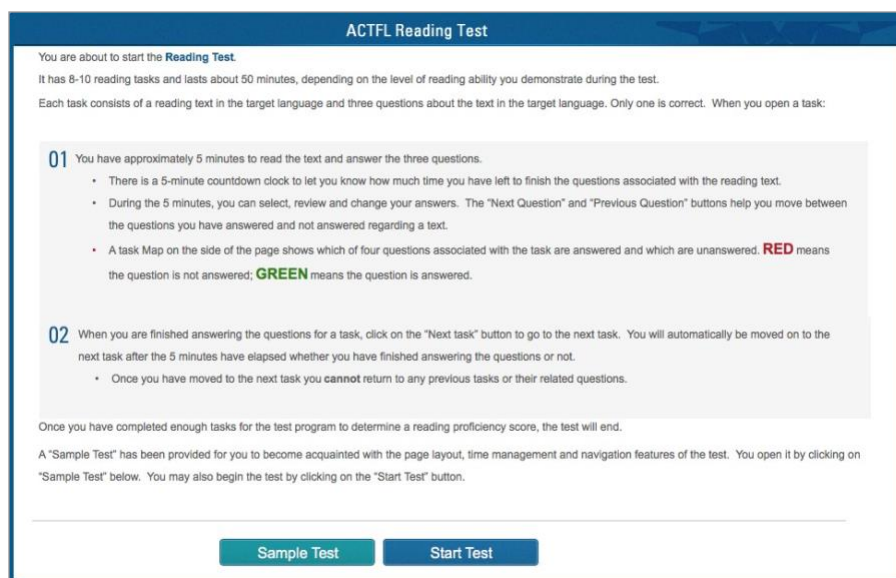 ACTFL Reading Test
You are about to start the Reading Test.
It has 8-10 reading tasks and lasts about 50 minutes, depending on the level of reading ability you demonstrate during the test.
Each task consists of a reading text in the target language and three questions about the text in the target language. Only one is correct. When you open a task:
01 You have approximately 5 minutes to read the text and answer the three questions.
• There is a 5-minute countdown clock to let you know how much time you have left to finish the questions associated with the reading text.
• During the 5 minutes, you can select, review and change your answers. The "Next Question" and "Previous Question" buttons help you move between
the questions you have answered and not answered regarding a text.
• A task Map on the side of the page shows which of four questions associated with the task are answered and which are unanswered. RED means
the question is not answered; GREEN means the question is answered.
02 When you are finished answering the questions for a task, click on the "Next task" button to go to the next task. You will automatically be moved on to the
next task after the 5 minutes have elapsed whether you have finished answering the questions or not.
• Once you have moved to the next task you cannot return to any previous tasks or their related questions.
Once you have completed enough tasks for the test program to determine a reading proficiency score, the test will end.
A "Sample Test" has been provided for you to become acquainted with the page layout, time management and navigation features of the test. You open it by clicking on
"Sample Test" below. You may also begin the test by clicking on the "Start Test" button.
Sample Test
Start Test